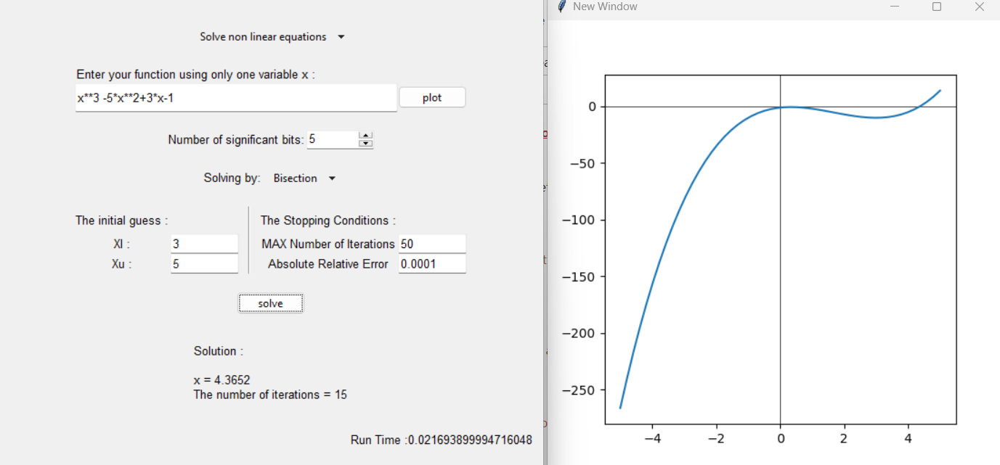 Solve non linear equations
Enter your function using only one variable x :
x**3 -5*x**2+3*x-1
plot
Number of significant bits: 5
Solving by: Bisection
The initial guess :
Xl : 3
Xu : 5
The Stopping Conditions :
MAX Number of Iterations 50
Absolute Relative Error 0.0001
solve
Solution :
x = 4.3652
The number of iterations = 15
Run Time :0.021693899994716048
New Window
0
−50
−100
−150
−200
−250
−4 −2 0 2 4